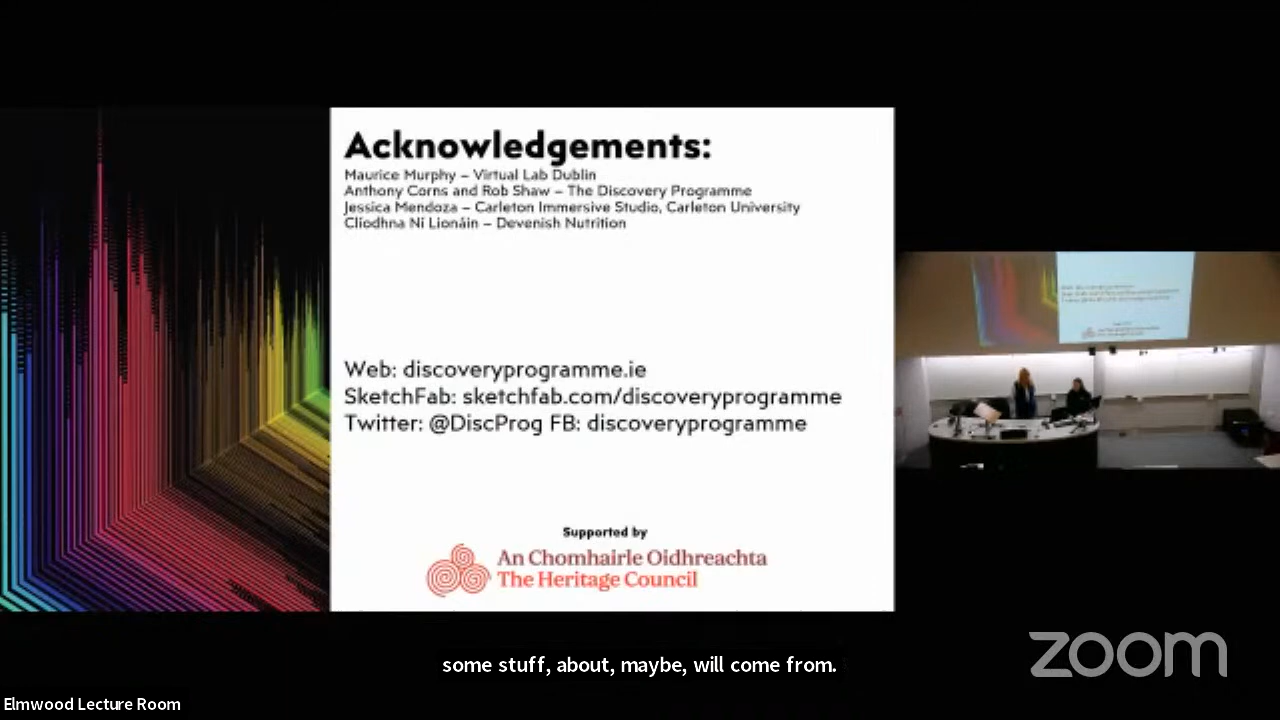 Acknowledgements:
Maurice Murphy – Virtual Lab Dublin
Anthony Corns and Rob Shaw – The Discovery Programme
Jessica Mendoza – Carleton Immersive Studio, Carleton University
Clíodhna Ní Lionáin – Devenish Nutrition
Web: discoveryprogramme.ie
SketchFab: sketchfab.com/discoveryprogramme
Twitter: @DiscProg FB: discoveryprogramme
Supported by
An Chomhairle Oidhreachta
The Heritage Council
some stuff, about, maybe, will come from.
zoom
Elmwood Lecture Room